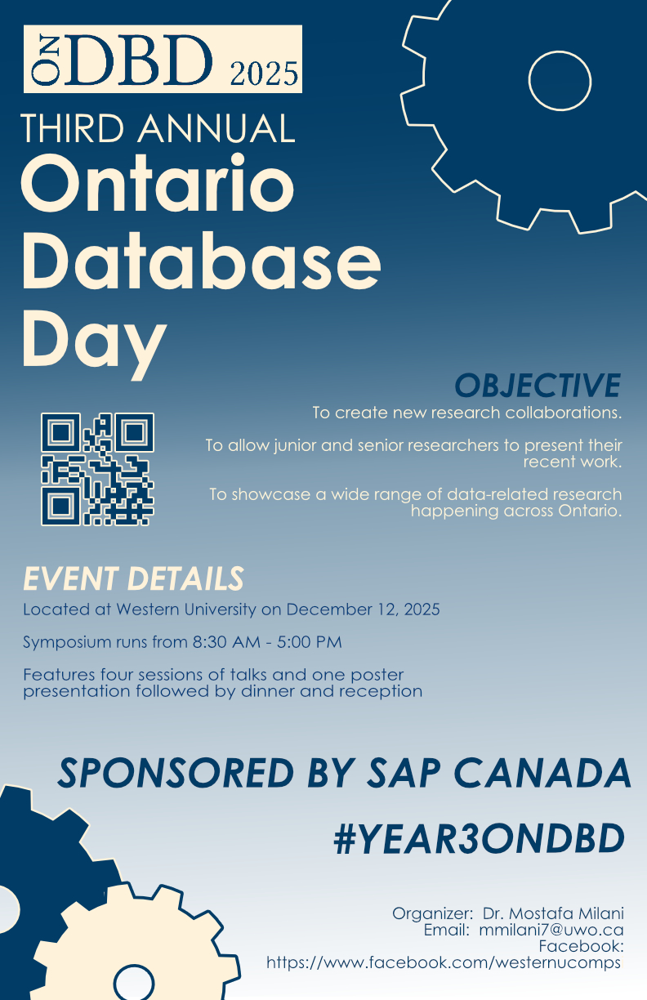 ON DBD 2025
THIRD ANNUAL
Ontario
Database
Day
OBJECTIVE
To create new research collaborations.
To allow junior and senior researchers to present their
recent work.
To showcase a wide range of data-related research
happening across Ontario.
EVENT DETAILS
Located at Western University on December 12, 2025
Symposium runs from 8:30 AM - 5:00 PM
Features four sessions of talks and one poster
presentation followed by dinner and reception
SPONSORED BY SAP CANADA
#YEAR3ONDBD
Organizer: Dr. Mostafa Milani
Email: mmilani7@uwo.ca
Facebook:
https://www.facebook.com/westernucomps